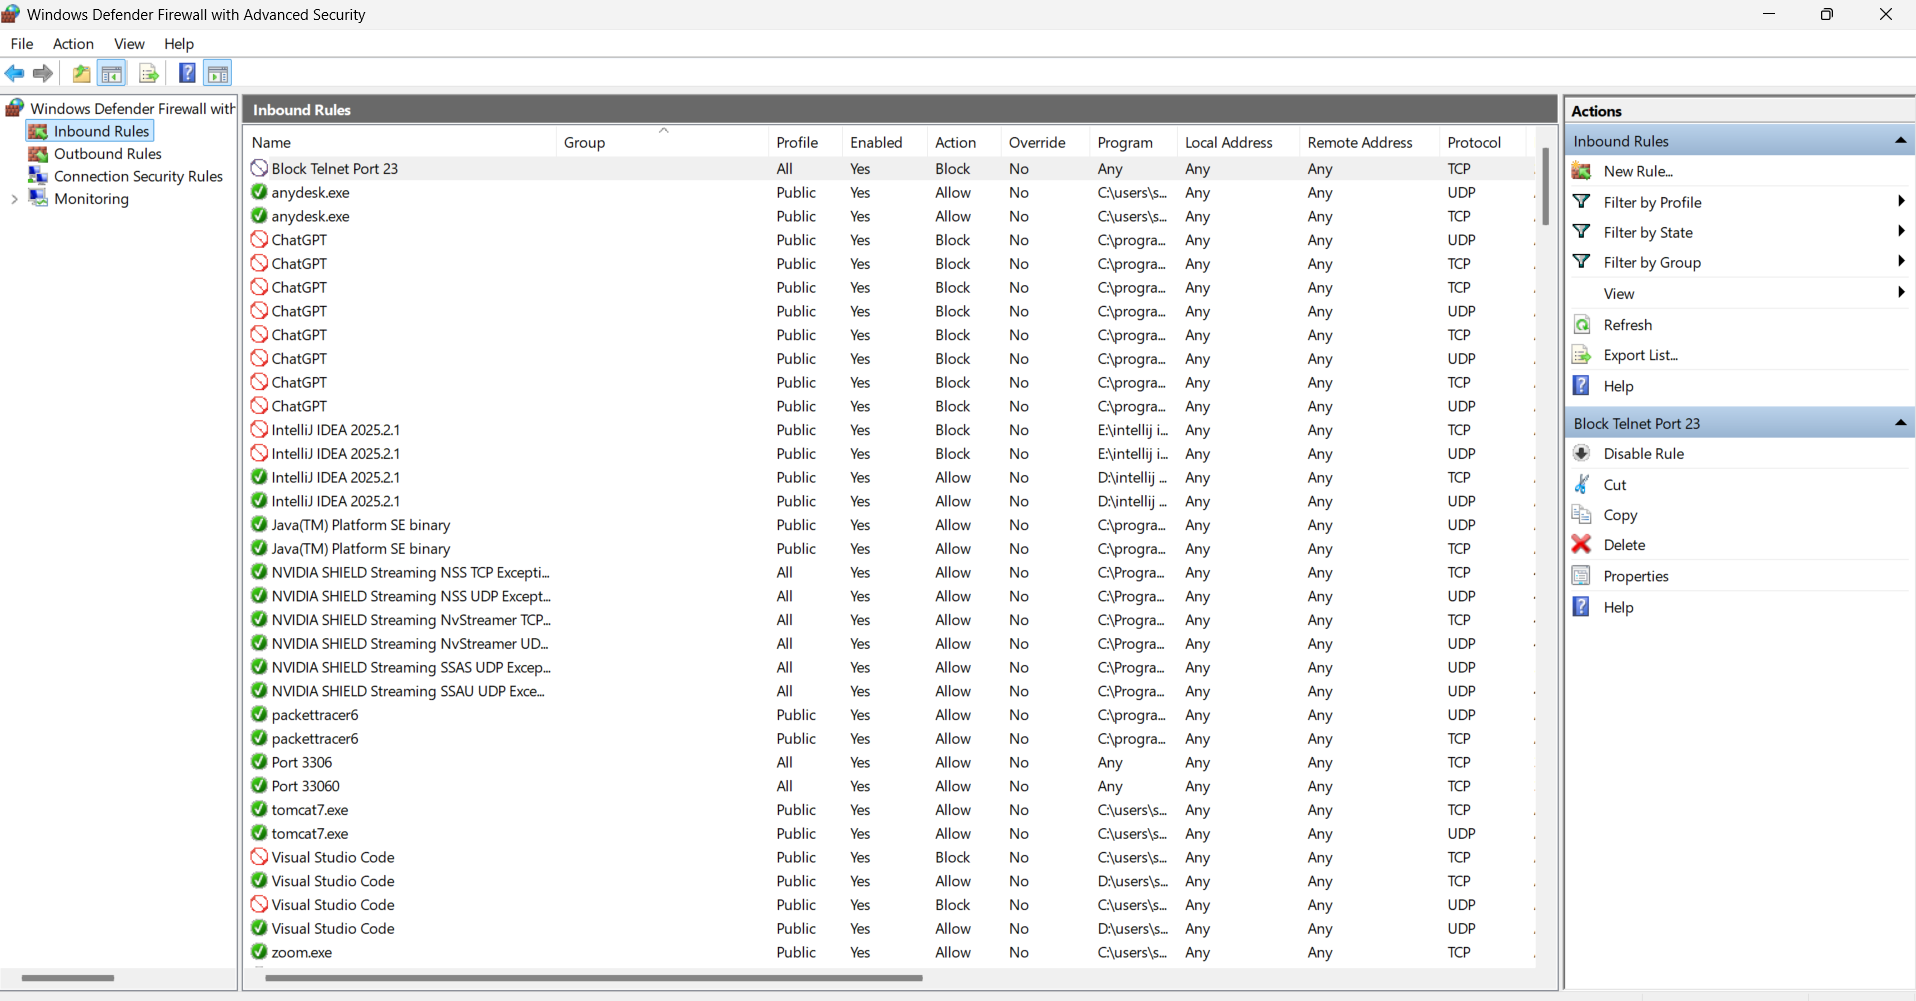 Windows Defender Firewall with Advanced Security
File Action View Help
Windows Defender Firewall with
Inbound Rules
Outbound Rules
Connection Security Rules
Monitoring
Inbound Rules
Name Group Profile Enabled Action Override Program Local Address Remote Address Protocol
Block Telnet Port 23 All Yes Block No Any Any Any TCP
anydesk.exe Public Yes Allow No C:\users\s... Any Any UDP
anydesk.exe Public Yes Allow No C:\users\s... Any Any TCP
ChatGPT Public Yes Block No C:\progra... Any Any UDP
ChatGPT Public Yes Block No C:\progra... Any Any TCP
ChatGPT Public Yes Block No C:\progra... Any Any TCP
ChatGPT Public Yes Block No C:\progra... Any Any UDP
ChatGPT Public Yes Block No C:\progra... Any Any TCP
ChatGPT Public Yes Block No C:\progra... Any Any UDP
ChatGPT Public Yes Block No C:\progra... Any Any TCP
ChatGPT Public Yes Block No C:\progra... Any Any UDP
IntelliJ IDEA 2025.2.1 Public Yes Block No E:\intellij i... Any Any TCP
IntelliJ IDEA 2025.2.1 Public Yes Block No E:\intellij i... Any Any UDP
IntelliJ IDEA 2025.2.1 Public Yes Allow No D:\intellij ... Any Any TCP
IntelliJ IDEA 2025.2.1 Public Yes Allow No D:\intellij ... Any Any UDP
Java(TM) Platform SE binary Public Yes Allow No C:\progra... Any Any UDP
Java(TM) Platform SE binary Public Yes Allow No C:\progra... Any Any TCP
NVIDIA SHIELD Streaming NSS TCP Excepti... All Yes Allow No C:\Progra... Any Any TCP
NVIDIA SHIELD Streaming NSS UDP Except... All Yes Allow No C:\Progra... Any Any UDP
NVIDIA SHIELD Streaming NvStreamer TCP... All Yes Allow No C:\Progra... Any Any TCP
NVIDIA SHIELD Streaming NvStreamer UD... All Yes Allow No C:\Progra... Any Any UDP
NVIDIA SHIELD Streaming SSAS UDP Excep... All Yes Allow No C:\Progra... Any Any UDP
NVIDIA SHIELD Streaming SSAU UDP Exce... All Yes Allow No C:\Progra... Any Any UDP
packettracer6 Public Yes Allow No C:\progra... Any Any UDP
packettracer6 Public Yes Allow No C:\progra... Any Any TCP
Port 3306 All Yes Allow No Any Any Any TCP
Port 33060 All Yes Allow No Any Any Any TCP
tomcat7.exe Public Yes Allow No C:\users\s... Any Any TCP
tomcat7.exe Public Yes Allow No C:\users\s... Any Any UDP
Visual Studio Code Public Yes Block No C:\users\s... Any Any TCP
Visual Studio Code Public Yes Allow No D:\users\s... Any Any TCP
Visual Studio Code Public Yes Block No C:\users\s... Any Any UDP
Visual Studio Code Public Yes Allow No D:\users\s... Any Any UDP
zoom.exe Public Yes Allow No C:\users\s... Any Any TCP
Actions
Inbound Rules
New Rule...
Filter by Profile
Filter by State
Filter by Group
View
Refresh
Export List...
Help
Block Telnet Port 23
Disable Rule
Cut
Copy
Delete
Properties
Help